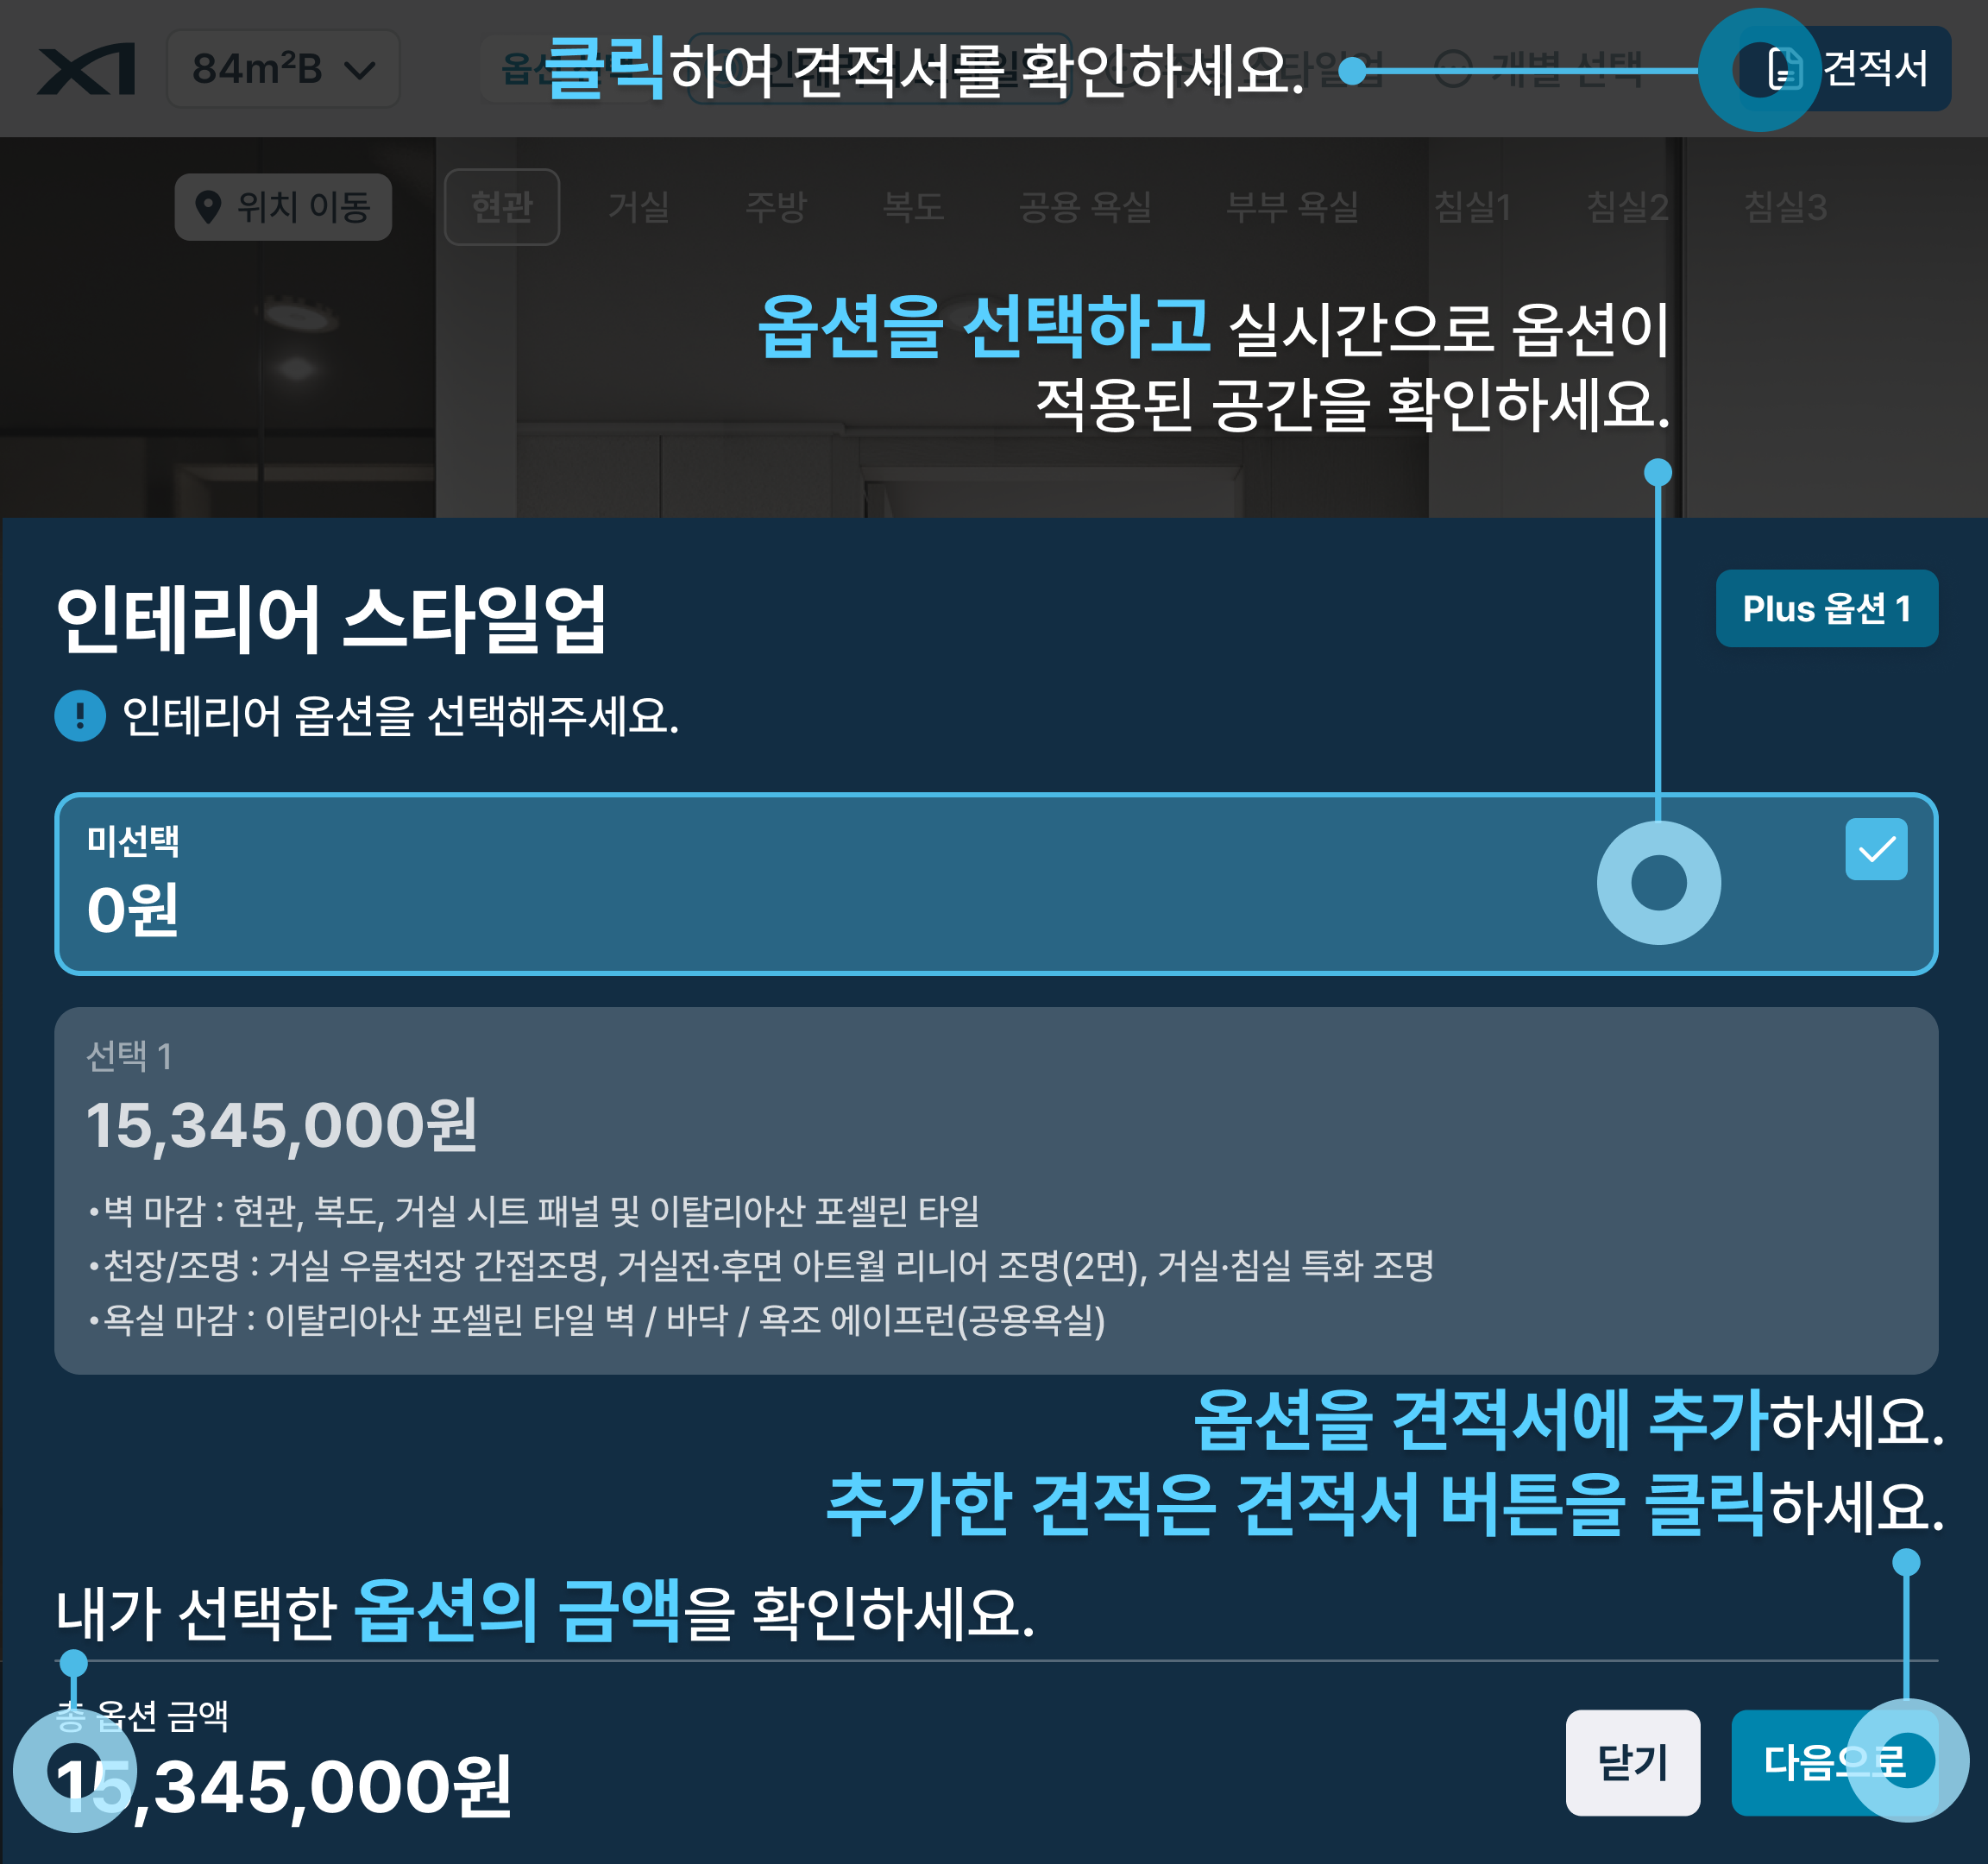 Xi
84m²B
클릭하여 견적서를 확인하세요.
개별 선택
견적서
위치 이동
현관
거실
주방
복도
공용 욕실
부부 욕실
침실1
침실2
침실3
옵션을 선택하고 실시간으로 옵션이
적용된 공간을 확인하세요.
인테리어 스타일업
Plus 옵션 1
인테리어 옵션을 선택해주세요.
미선택
0원
선택 1
15,345,000원
•벽 마감 : 현관, 복도, 거실 시트 패널 및 이탈리아산 포셀린 타일
•천장/조명 : 거실 우물천장 간접조명, 거실전·후면 아트월 리니어 조명(2면), 거실·침실 특화 조명
•욕실 마감 : 이탈리아산 포셀린 타일 벽 / 바닥 / 욕조 에이프런(공용욕실)
옵션을 견적서에 추가하세요.
추가한 견적은 견적서 버튼을 클릭하세요.
내가 선택한 옵션의 금액을 확인하세요.
총 옵션 금액
15,345,000원
닫기
다음으로